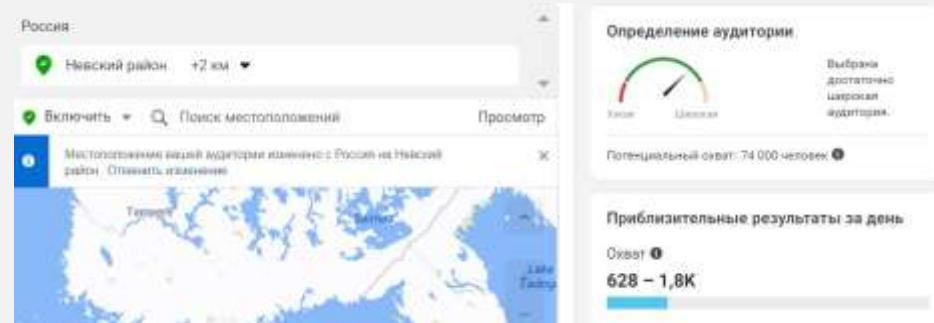 Россия
Невский район +2 км
Включить
Поиск местоположений
Просмотр
Местоположение вашей аудитории изменено с Россия на Невский
район Отменить изменение
Lake
Определение аудитории
Выбрана
достаточно
широкая
аудитория.
Узкая Широкая
Потенциальный охват: 74 000 человек
Приблизительные результаты за день
Охват
628 – 1,8K